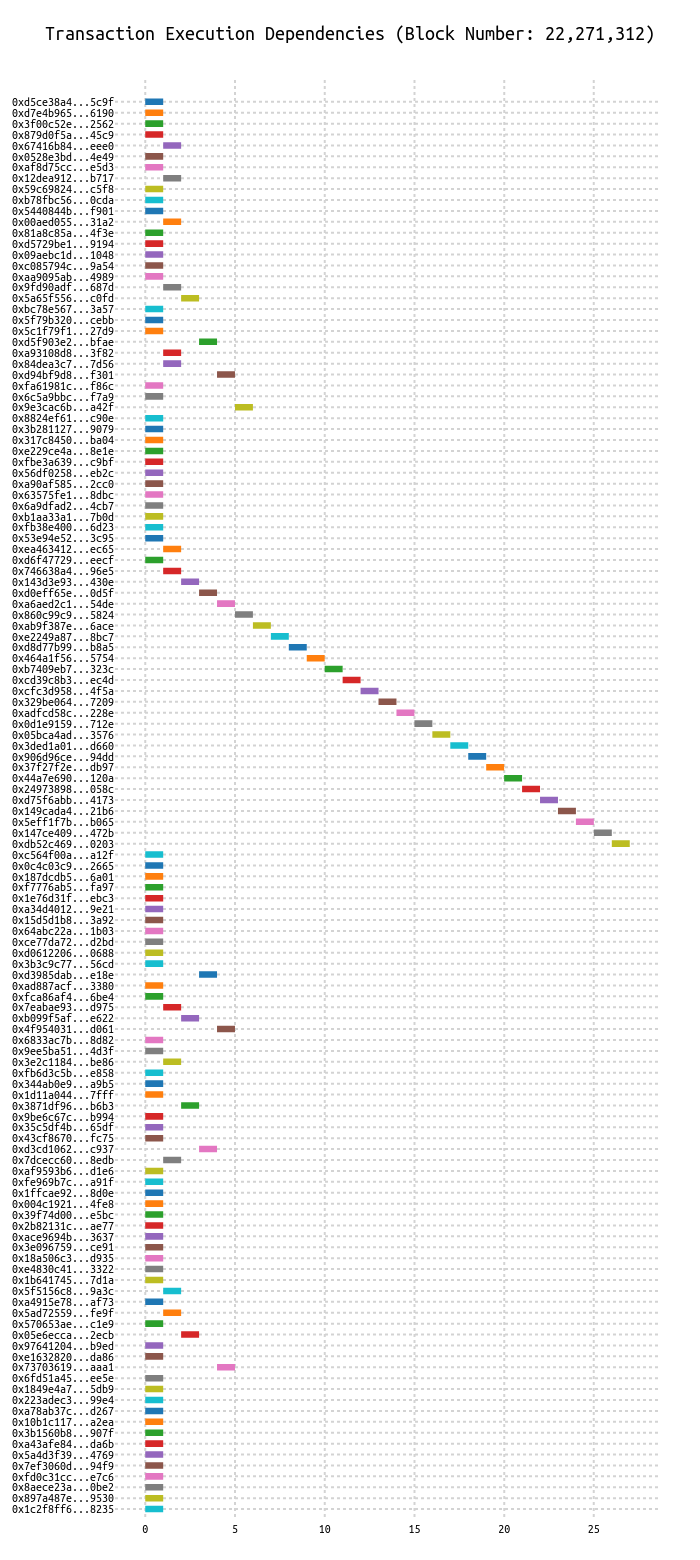 Transaction Execution Dependencies (Block Number: 22,271,312)
0xd5ce38a4...5c9f
0xd7e4b965...6190
0x3f00c52e...2562
0x879d0f5a...45c9
0x67416b84...eee0
0x0528e3bd...4e49
0xaf8d75cc...e5d3
0x12dea912...b717
0x59c69824...c5f8
0xb78fbc56...0cda
0x5440844b...f901
0x00aed055...31a2
0x81a8c85a...4f3e
0xd5729be1...9194
0x09aebc1d...1048
0xc085794c...9a54
0xaa9095ab...4989
0x9fd90adf...687d
0x5a65f556...c0fd
0xbc78e567...3a57
0x5f79b320...cebb
0x5c1f79f1...27d9
0xd5f903e2...bfae
0xa93108d8...3f82
0x84dea3c7...7d56
0xd94bf9d8...f301
0xfa61981c...f86c
0x6c5a9bbc...f7a9
0x9e3cac6b...a42f
0x8824ef61...c90e
0x3b281127...9079
0x317c8450...ba04
0xe229ce4a...8e1e
0xfbe3a639...c9bf
0x56df0258...eb2c
0xa90af585...2cc0
0x63575fe1...8dbc
0x6a9dfad2...4cb7
0xb1aa33a1...7b0d
0xfb38e400...6d23
0x53e94e52...3c95
0xea463412...ec65
0xd6f47729...eecf
0x746638a4...96e5
0x143d3e93...430e
0xd0eff65e...0d5f
0xa6aed2c1...54de
0x860c99c9...5824
0xab9f387e...6ace
0xe2249a87...8bc7
0xd8d77b99...b8a5
0x464a1f56...5754
0xb7409eb7...323c
0xcd39c8b3...ec4d
0xcfc3d958...4f5a
0x329be064...7209
0xadfcd58c...228e
0x0d1e9159...712e
0x05bca4ad...3576
0x3ded1a01...d660
0x906d96ce...94dd
0x37f27f2e...db97
0x44a7e690...120a
0x24973898...058c
0xd75f6abb...4173
0x149cada4...21b6
0x5eff1f7b...b065
0x147ce409...472b
0xdb52c469...0203
0xc564f00a...a12f
0x0c4c03c9...2665
0x187dcdb5...6a01
0xf7776ab5...fa97
0x1e76d31f...ebc3
0xa34d4012...9e21
0x15d5d1b8...3a92
0x64abc22a...1b03
0xce77da72...d2bd
0xd0612206...0688
0x3b3c9c77...56cd
0xd3985dab...e18e
0xad887acf...3380
0xfca86af4...6be4
0x7eabae93...d975
0xb099f5af...e622
0x4f954031...d061
0x6833ac7b...8d82
0x9ee5ba51...4d3f
0x3e2c1184...be86
0xfb6d3c5b...e858
0x344ab0e9...a9b5
0x1d11a044...7fff
0x3871df96...b6b3
0x9be6c67c...b994
0x35c5df4b...65df
0x43cf8670...fc75
0xd3cd1062...c937
0x7dcecc60...8edb
0xaf9593b6...d1e6
0xfe969b7c...a91f
0x1ffcae92...8d0e
0x004c1921...4fe8
0x39f74d00...e5bc
0x2b82131c...ae77
0xace9694b...3637
0x3e096759...ce91
0x18a506c3...d935
0xe4830c41...3322
0x1b641745...7d1a
0x5f5156c8...9a3c
0xa4915e78...af73
0x5ad72559...fe9f
0x570653ae...c1e9
0x05e6ecca...2ecb
0x97641204...b9ed
0xe1632820...da86
0x73703619...aaa1
0x6fd51a45...ee5e
0x1849e4a7...5db9
0x223adec3...99e4
0xa78ab37c...d267
0x10b1c117...a2ea
0x3b1560b8...907f
0xa43afe84...da6b
0x5a4d3f39...4769
0x7ef3060d...94f9
0xfd0c31cc...e7c6
0x8aece23a...0be2
0x897a487e...9530
0x1c2f8ff6...8235
0 5 10 15 20 25